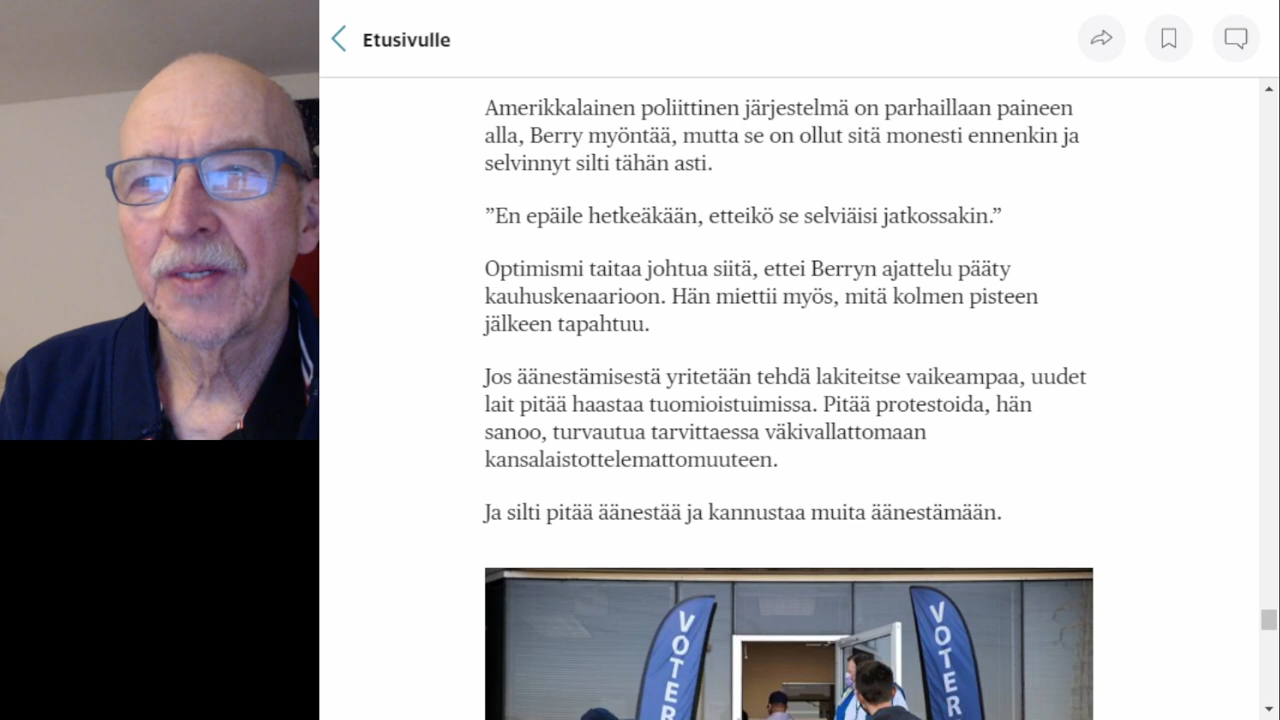 Etusivulle
Amerikkalainen poliittinen järjestelmä on parhaillaan paineen
alla, Berry myöntää, mutta se on ollut sitä monesti ennenkin ja
selvinnyt silti tähän asti.
”En epäile hetkeäkään, etteikö se selviäisi jatkossakin.”
Optimismi taitaa johtua siitä, ettei Berryn ajattelu pääty
kauhuskenaarioon. Hän miettii myös, mitä kolmen pisteen
jälkeen tapahtuu.
Jos äänestämisestä yritetään tehdä lakiteitse vaikeampaa, uudet
lait pitää haastaa tuomioistuimissa. Pitää protestoida, hän
sanoo, turvautua tarvittaessa väkivallattomaan
kansalaistottelemattomuuteen.
Ja silti pitää äänestää ja kannustaa muita äänestämään.
VOTER
VOTER